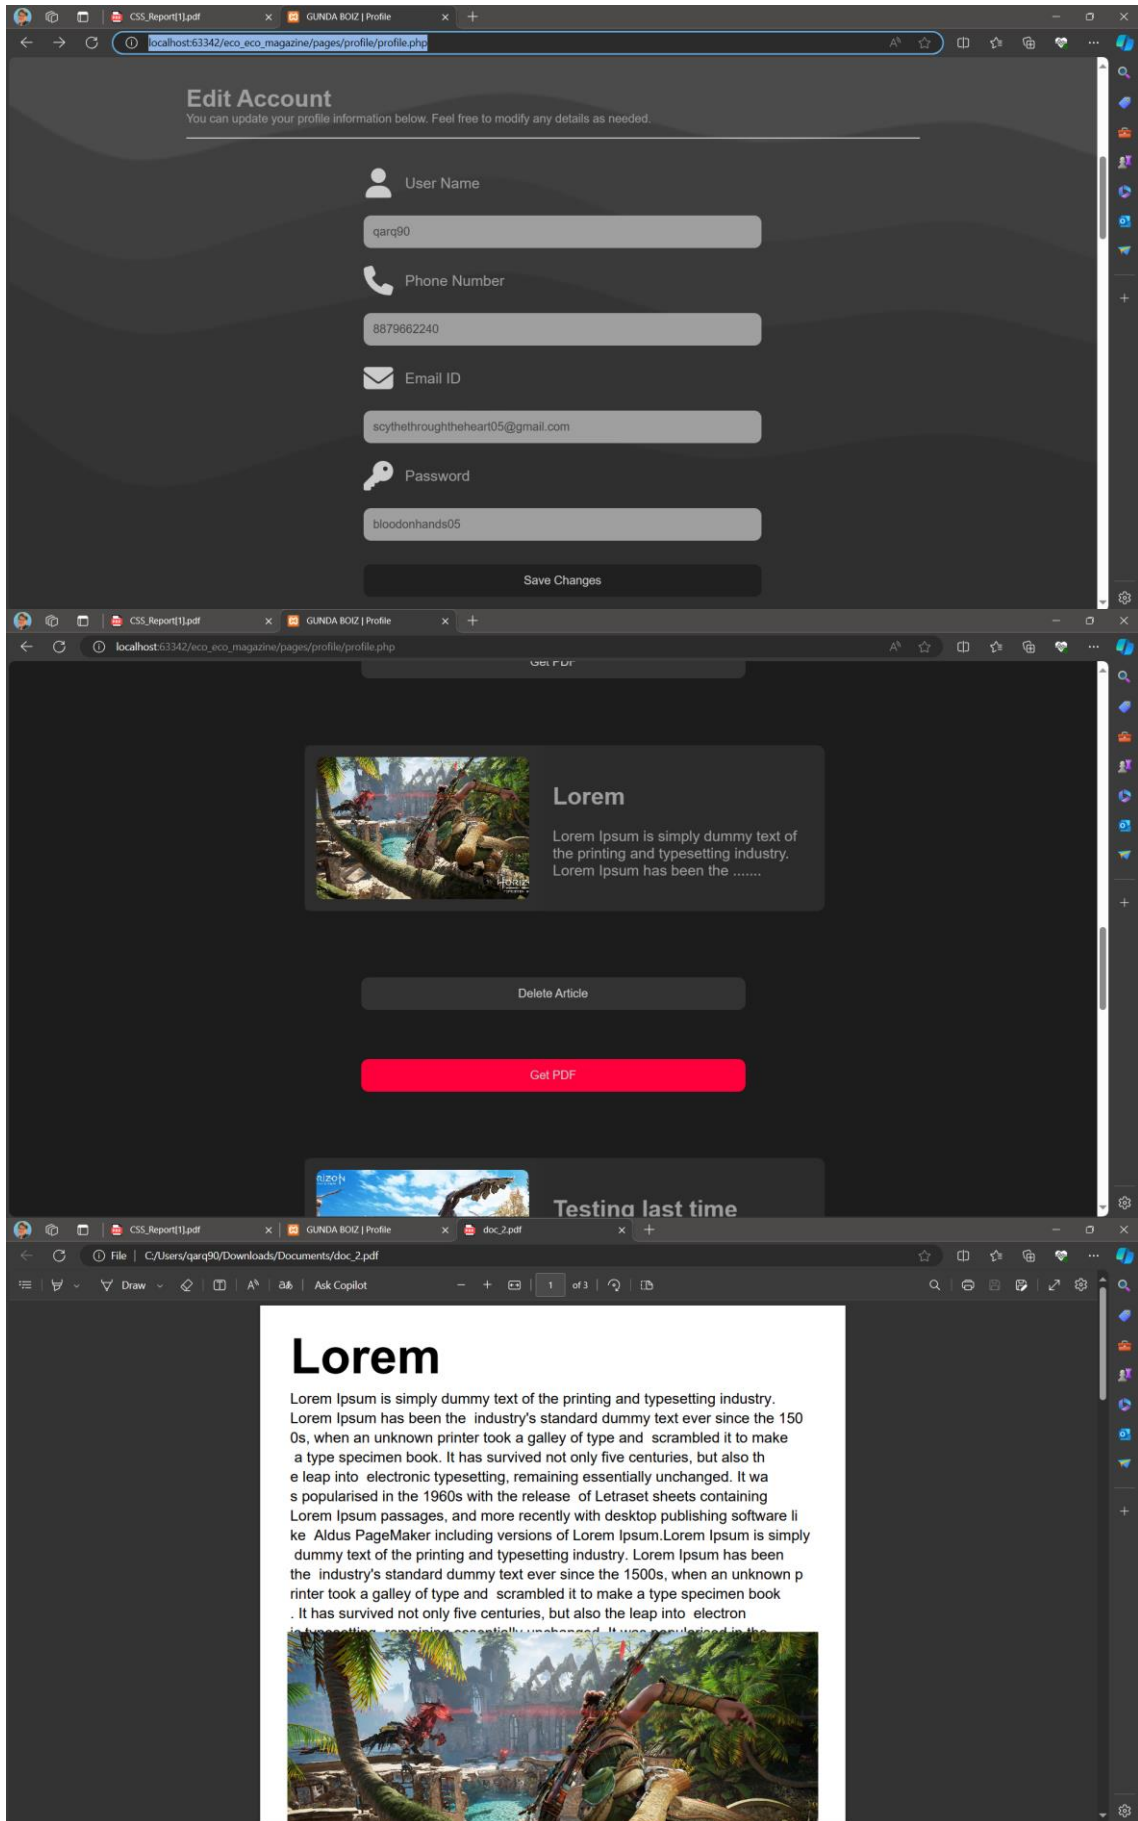 CSS_Report[1].pdf
GUNDA BOIZ | Profile
localhost:63342/eco_eco_magazine/pages/profile/profile.php
Edit Account
You can update your profile information below. Feel free to modify any details as needed.
User Name
qarq90
Phone Number
8879662240
Email ID
scythethroughtheheart05@gmail.com
Password
bloodonhands05
Save Changes
CSS_Report[1].pdf
GUNDA BOIZ | Profile
localhost:63342/eco_eco_magazine/pages/profile/profile.php
Get PDF
Lorem
Lorem Ipsum is simply dummy text of
the printing and typesetting industry.
Lorem Ipsum has been the .......
Delete Article
Get PDF
Testing last time
CSS_Report[1].pdf
GUNDA BOIZ | Profile
doc_2.pdf
File | C:/Users/qarq90/Downloads/Documents/doc_2.pdf
Draw
Ask Copilot
1 of 3
Lorem
Lorem Ipsum is simply dummy text of the printing and typesetting industry.
Lorem Ipsum has been the  industry's standard dummy text ever since the 150
0s, when an unknown printer took a galley of type and  scrambled it to make
 a type specimen book. It has survived not only five centuries, but also th
e leap into  electronic typesetting, remaining essentially unchanged. It wa
s popularised in the 1960s with the release  of Letraset sheets containing
Lorem Ipsum passages, and more recently with desktop publishing software li
ke  Aldus PageMaker including versions of Lorem Ipsum.Lorem Ipsum is simply
 dummy text of the printing and typesetting industry. Lorem Ipsum has been
the  industry's standard dummy text ever since the 1500s, when an unknown p
rinter took a galley of type and  scrambled it to make a type specimen book
. It has survived not only five centuries, but also the leap into  electron
ic typesetting, remaining essentially unchanged. It was popularised in the